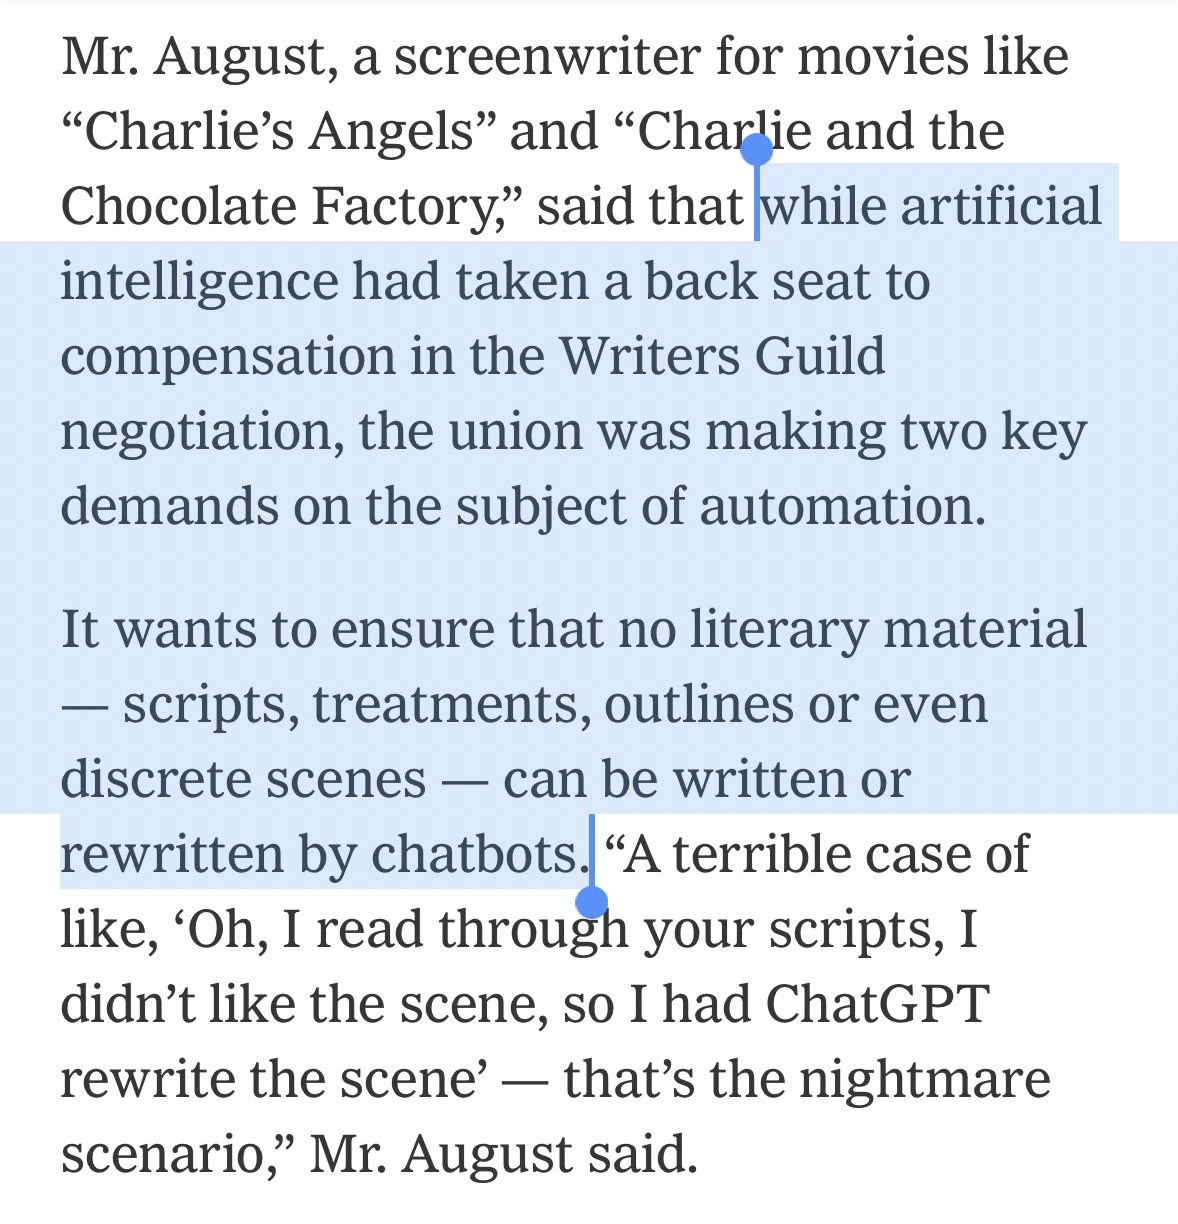 Mr. August, a screenwriter for movies like
“Charlie’s Angels” and “Charlie and the
Chocolate Factory,” said that while artificial
intelligence had taken a back seat to
compensation in the Writers Guild
negotiation, the union was making two key
demands on the subject of automation.
It wants to ensure that no literary material
— scripts, treatments, outlines or even
discrete scenes — can be written or
rewritten by chatbots. “A terrible case of
like, ‘Oh, I read through your scripts, I
didn’t like the scene, so I had ChatGPT
rewrite the scene’ — that’s the nightmare
scenario,” Mr. August said.